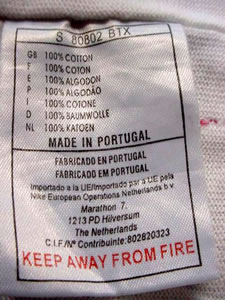 S 80802 BTX
GB 100% COTTON
F 100% COTON
E 100% ALGODON
P 100% ALGODÃO
I 100% COTONE
D 100% BAUMWOLLE
NL 100% KATOEN
MADE IN PORTUGAL
FABRICADO EN PORTUGAL
FABRICADO EM PORTUGAL
Importado a la UE/Importado par a UE pela
Nike European Operations Netherlands b.v.
Marathon 7,
1213 PD Hilversum
The Netherlands
C.I.F./Nº Contribuinte:802820323
KEEP AWAY FROM FIRE